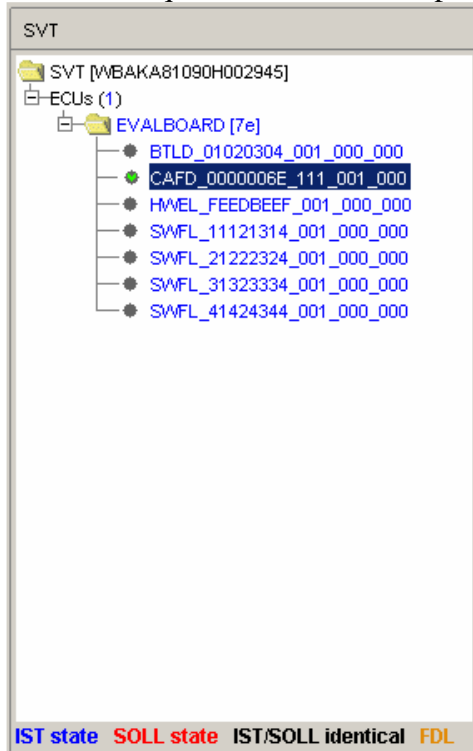 SVT
SVT [WBAKA81090H002945]
ECUs (1)
EVALBOARD [7e]
BTLD_01020304_001_000_000
CAFD_0000006E_111_001_000
HWEL_FEEDBEEF_001_000_000
SWFL_11121314_001_000_000
SWFL_21222324_001_000_000
SWFL_31323334_001_000_000
SWFL_41424344_001_000_000
IST state SOLL state IST/SOLL identical FDL